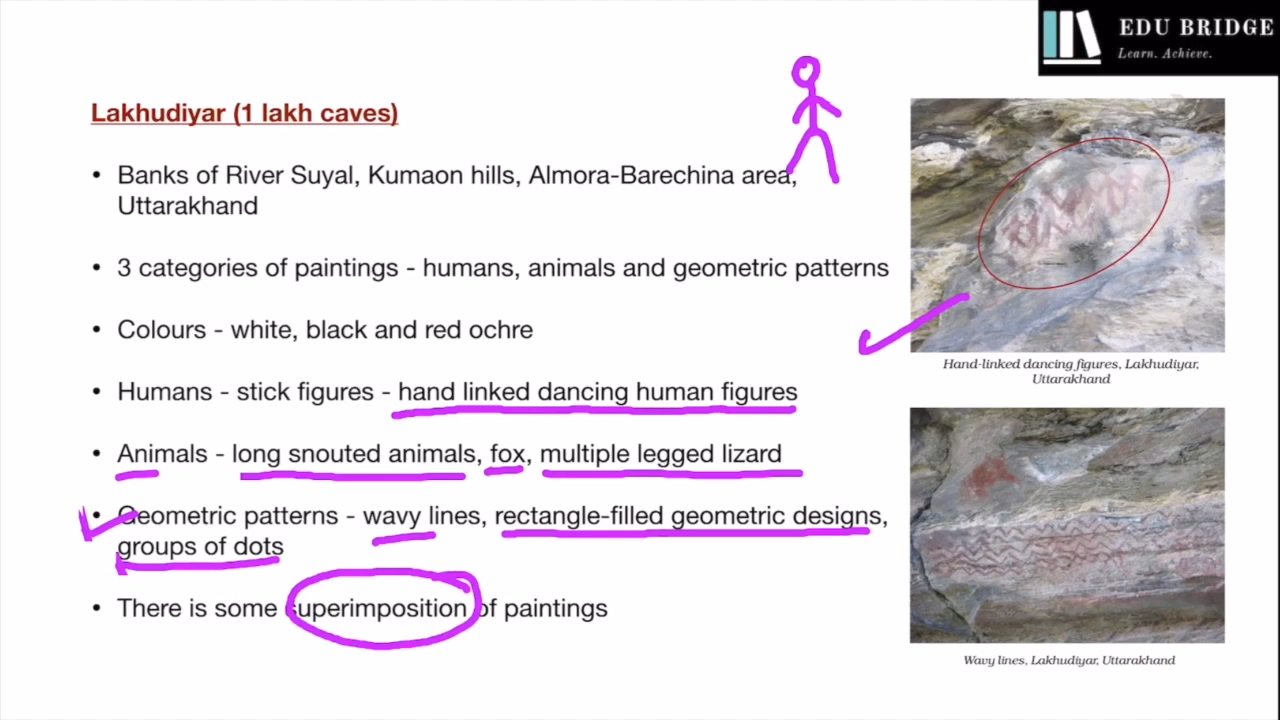 EDU BRIDGE
Learn. Achieve.
Lakhudiyar (1 lakh caves)
• Banks of River Suyal, Kumaon hills, Almora-Barechina area,
Uttarakhand
• 3 categories of paintings - humans, animals and geometric patterns
• Colours - white, black and red ochre
• Humans - stick figures - hand linked dancing human figures
• Animals - long snouted animals, fox, multiple legged lizard
• Geometric patterns - wavy lines, rectangle-filled geometric designs,
groups of dots
• There is some superimposition of paintings
Hand-linked dancing figures, Lakhudiyar,
Uttarakhand
Wavy lines, Lakhudiyar, Uttarakhand